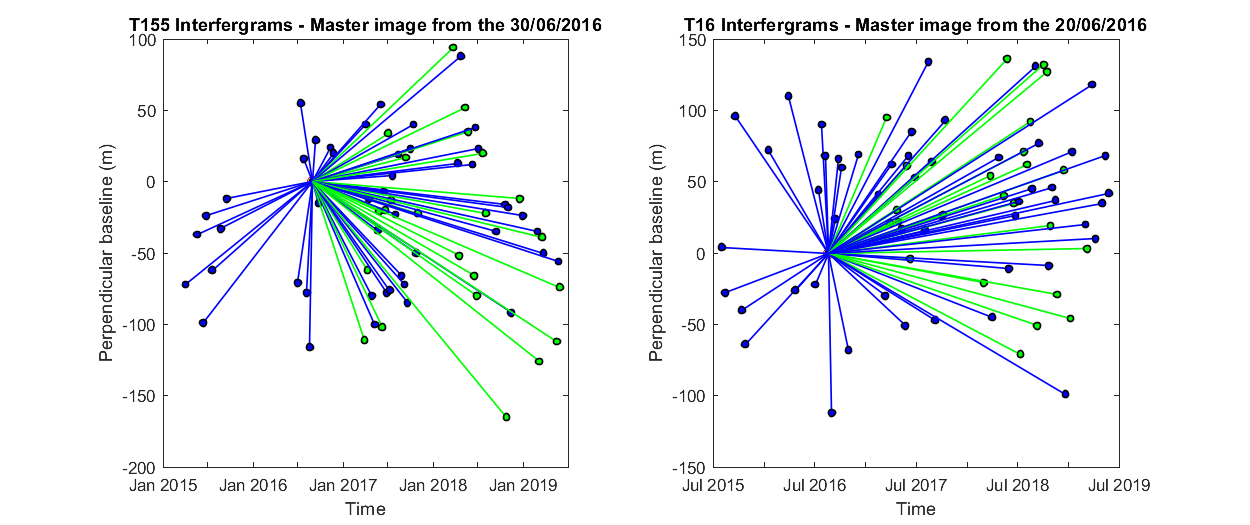 T155 Interfergrams - Master image from the 30/06/2016
100
50
0
-50
-100
-150
-200
Perpendicular baseline (m)
Jan 2015 Jan 2016 Jan 2017 Jan 2018 Jan 2019
Time
T16 Interfergrams - Master image from the 20/06/2016
150
100
50
0
-50
-100
-150
Perpendicular baseline (m)
Jul 2015 Jul 2016 Jul 2017 Jul 2018 Jul 2019
Time